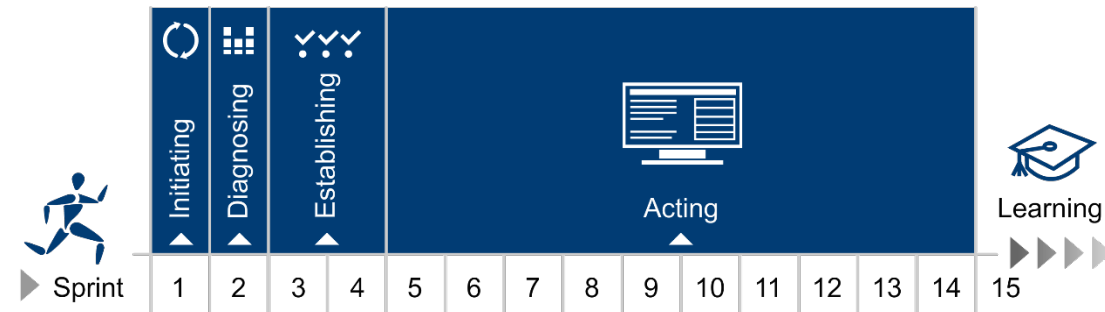 Initiating
Diagnosing
Establishing
Acting
Learning
Sprint 1 2 3 4 5 6 7 8 9 10 11 12 13 14 15